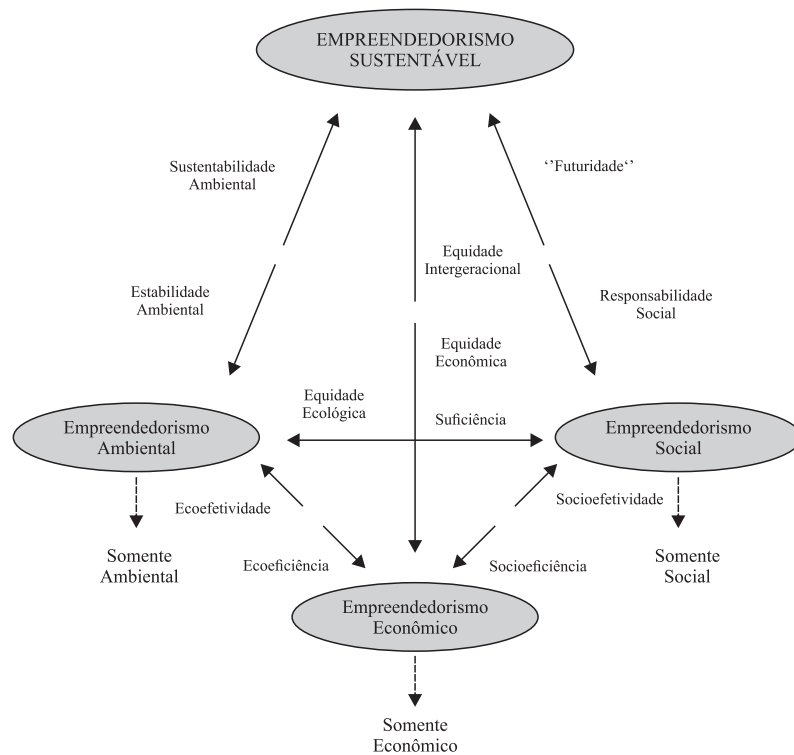 EMPREENDEDORISMO
SUSTENTÁVEL
Sustentabilidade
Ambiental
‘’Futuridade‘’
Equidade
Intergeracional
Estabilidade
Ambiental
Responsabilidade
Social
Equidade
Econômica
Equidade
Ecológica
Suficiência
Empreendedorismo
Ambiental
Empreendedorismo
Social
Ecoefetividade
Socioefetividade
Somente
Ambiental
Ecoeficiência
Socioeficiência
Somente
Social
Empreendedorismo
Econômico
Somente
Econômico